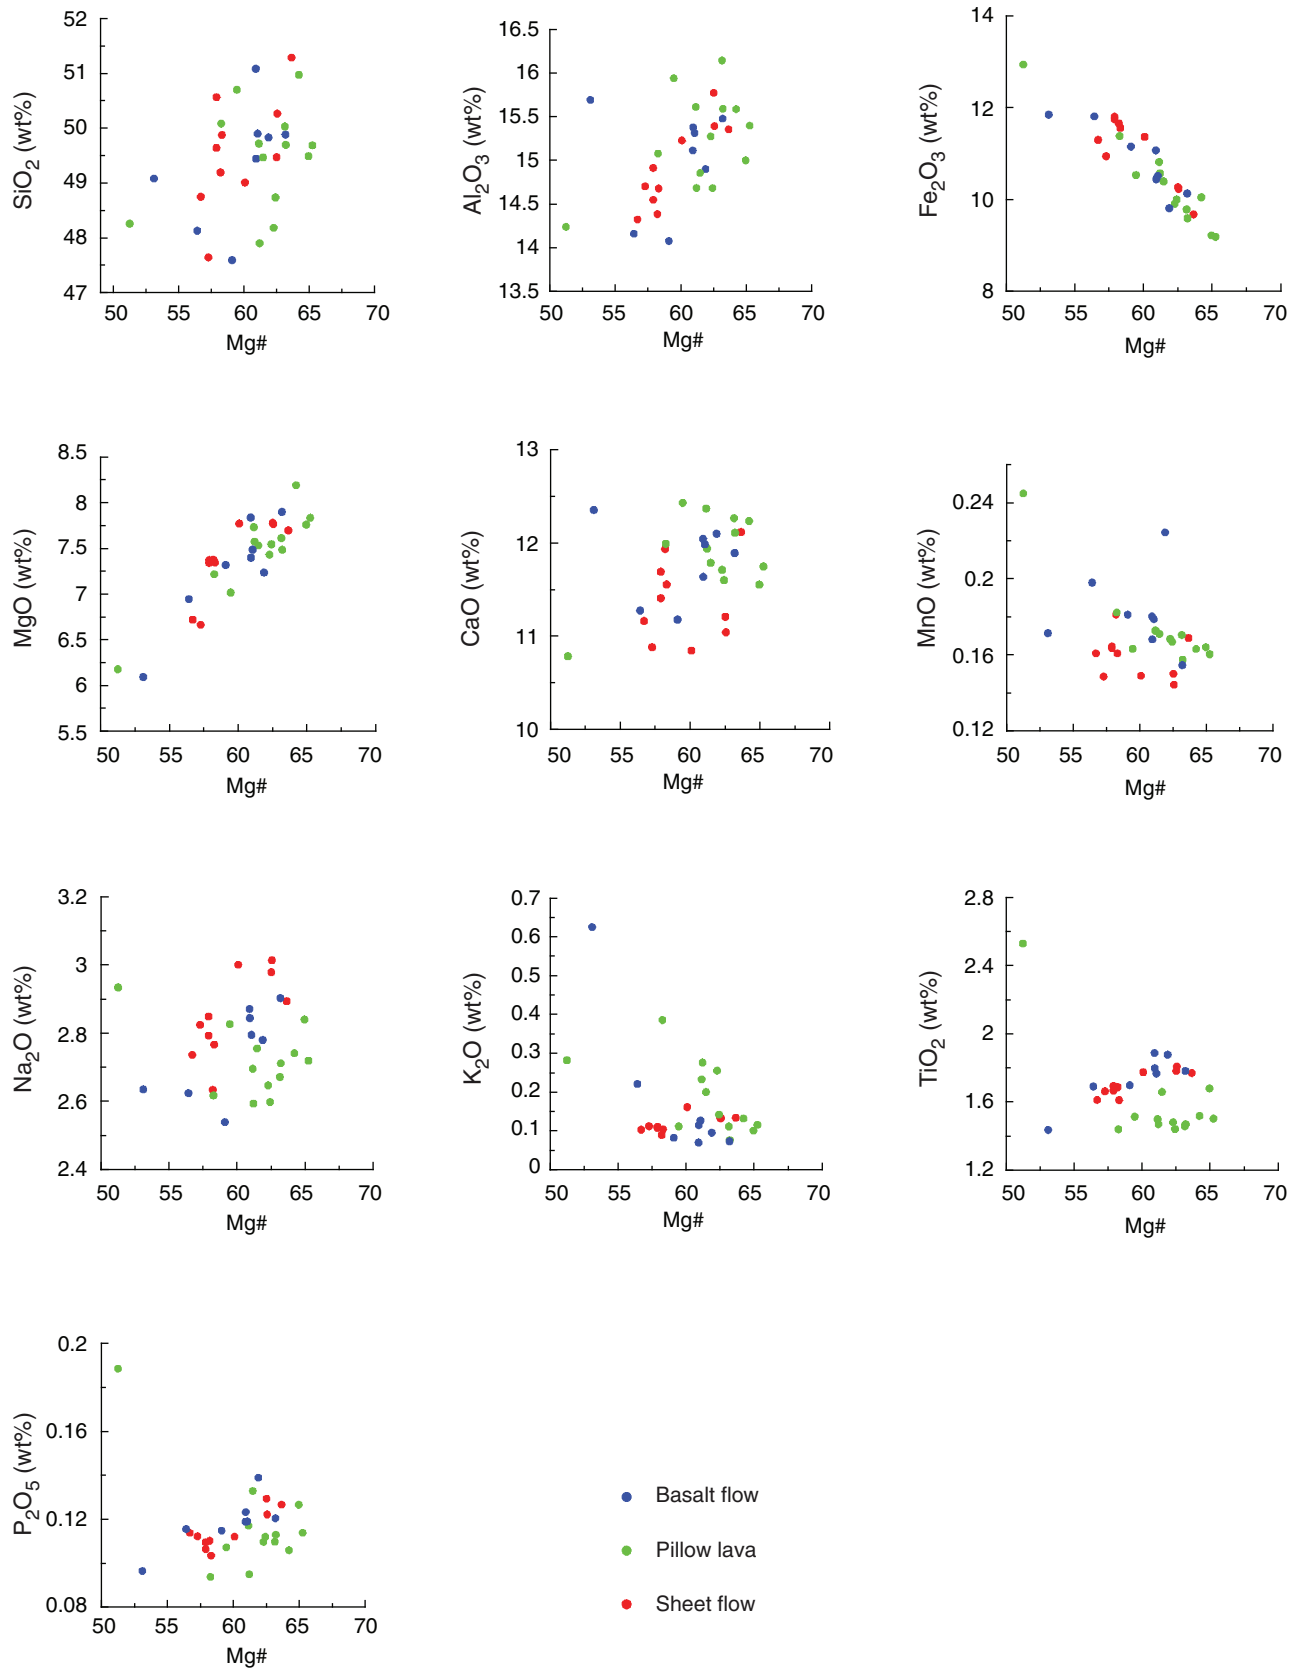 SiO2 (wt%)
52
51
50
49
48
47
50 55 60 65 70
Mg#
Al2O3 (wt%)
16.5
16
15.5
15
14.5
14
13.5
50 55 60 65 70
Mg#
Fe2O3 (wt%)
14
12
10
8
50 55 60 65 70
Mg#
MgO (wt%)
8.5
8
7.5
7
6.5
6
5.5
50 55 60 65 70
Mg#
CaO (wt%)
13
12
11
10
50 55 60 65 70
Mg#
MnO (wt%)
0.24
0.2
0.16
0.12
50 55 60 65 70
Mg#
Na2O (wt%)
3.2
3
2.8
2.6
2.4
50 55 60 65 70
Mg#
K2O (wt%)
0.7
0.6
0.5
0.4
0.3
0.2
0.1
0
50 55 60 65 70
Mg#
TiO2 (wt%)
2.8
2.4
2
1.6
1.2
50 55 60 65 70
Mg#
P2O5 (wt%)
0.2
0.16
0.12
0.08
50 55 60 65 70
Mg#
Basalt flow
Pillow lava
Sheet flow